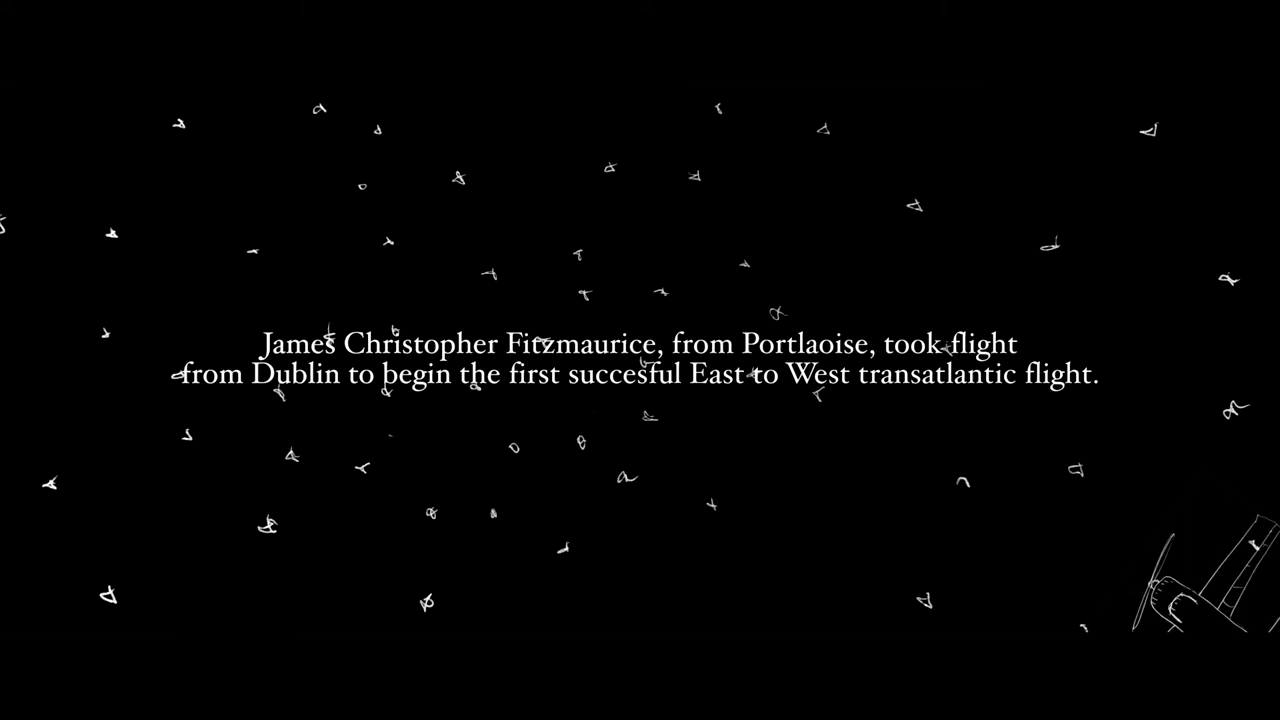 James Christopher Fitzmaurice, from Portlaoise, took flight
from Dublin to begin the first succesful East to West transatlantic flight.